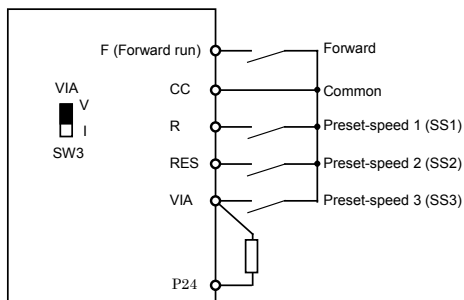 F (Forward run)
Forward
VIA
V
I
SW3
CC
Common
R
Preset-speed 1 (SS1)
RES
Preset-speed 2 (SS2)
VIA
Preset-speed 3 (SS3)
P24